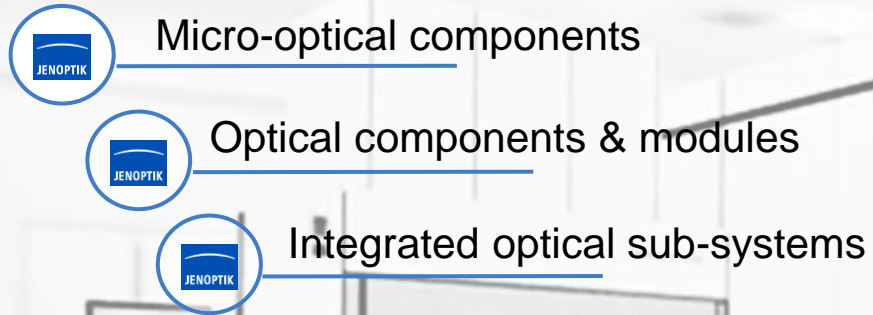 JENOPTIK
Micro-optical components
JENOPTIK
Optical components & modules
JENOPTIK
Integrated optical sub-systems